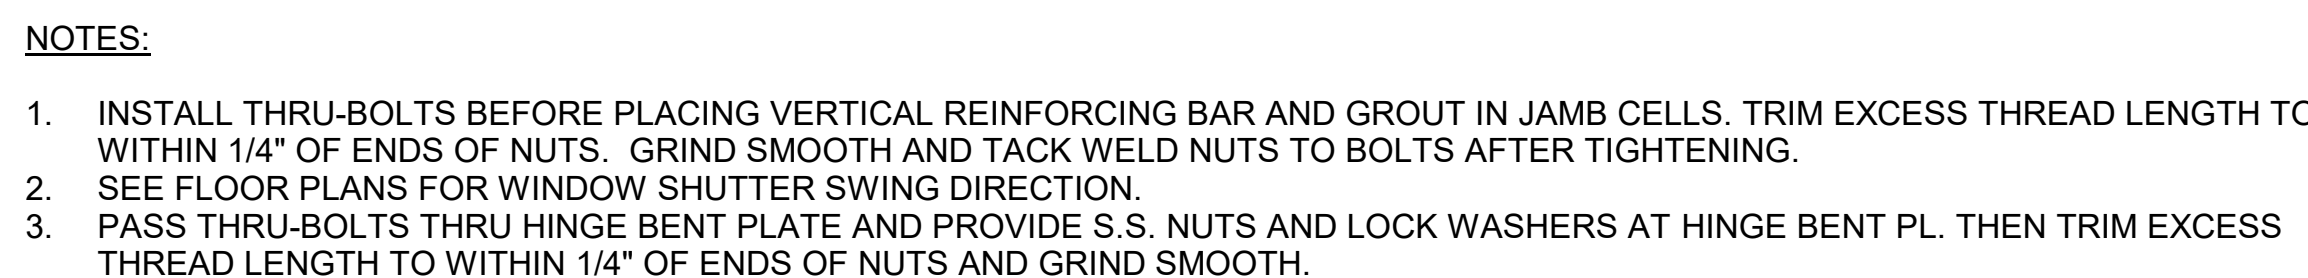 NOTES:
1. INSTALL THRU-BOLTS BEFORE PLACING VERTICAL REINFORCING BAR AND GROUT IN JAMB CELLS. TRIM EXCESS THREAD LENGTH TO
WITHIN 1/4" OF ENDS OF NUTS.  GRIND SMOOTH AND TACK WELD NUTS TO BOLTS AFTER TIGHTENING.
2. SEE FLOOR PLANS FOR WINDOW SHUTTER SWING DIRECTION.
3. PASS THRU-BOLTS THRU HINGE BENT PLATE AND PROVIDE S.S. NUTS AND LOCK WASHERS AT HINGE BENT PL. THEN TRIM EXCESS
THREAD LENGTH TO WITHIN 1/4" OF ENDS OF NUTS AND GRIND SMOOTH.